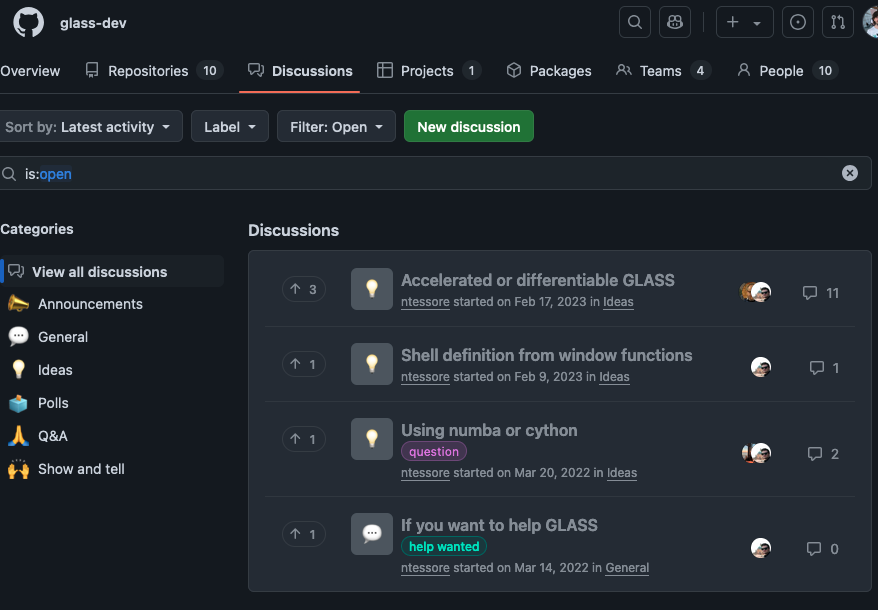 glass-dev
Overview Repositories 10 Discussions Projects 1 Packages Teams 4 People 10
Sort by: Latest activity Label Filter: Open New discussion
is:open
Categories
View all discussions
Announcements
General
Ideas
Polls
Q&A
Show and tell
Discussions
3 Accelerated or differentiable GLASS 11
ntessore started on Feb 17, 2023 in Ideas
1 Shell definition from window functions 1
ntessore started on Feb 9, 2023 in Ideas
1 Using numba or cython 2
question
ntessore started on Mar 20, 2022 in Ideas
1 If you want to help GLASS 0
help wanted
ntessore started on Mar 14, 2022 in General